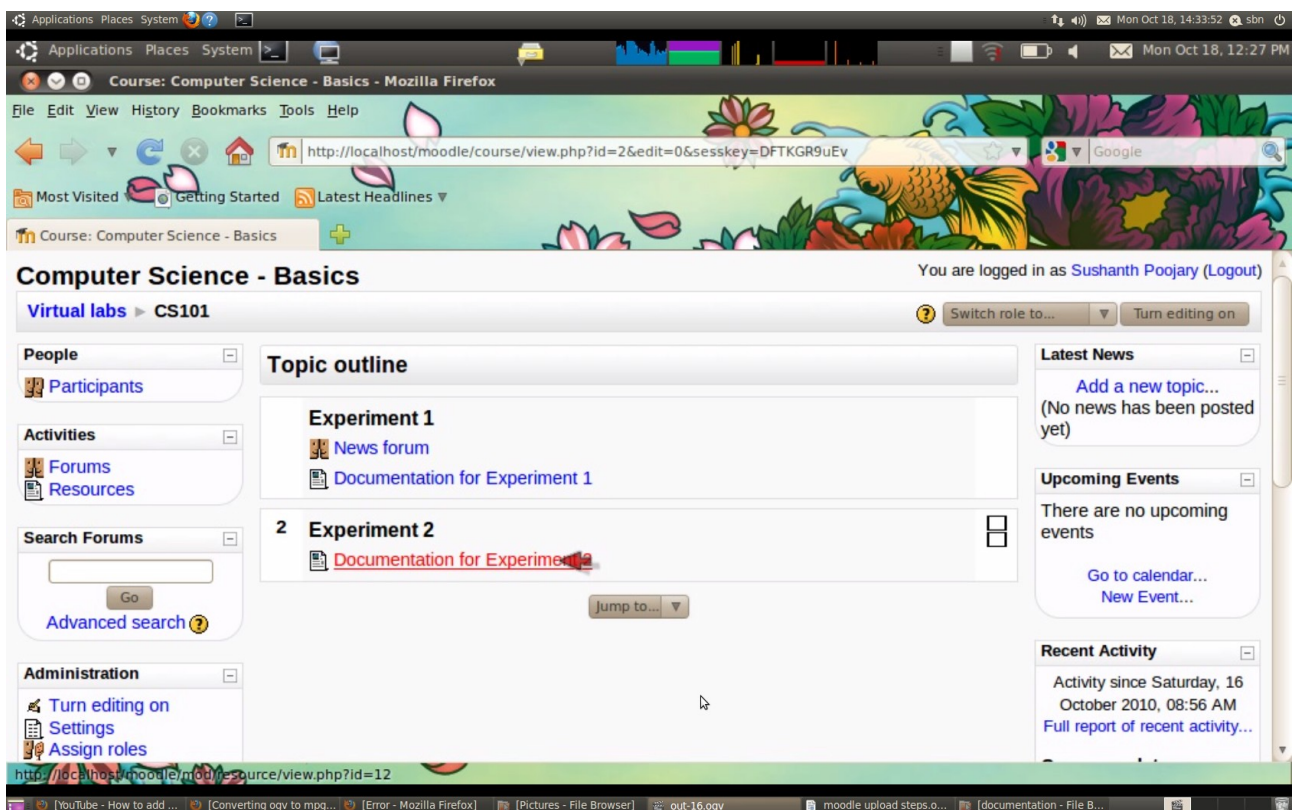 Applications Places System
Mon Oct 18, 14:33:52 sbn
Applications Places System
Mon Oct 18, 12:27 PM
Course: Computer Science - Basics - Mozilla Firefox
File Edit View History Bookmarks Tools Help
http://localhost/moodle/course/view.php?id=2&edit=0&sesskey=DFTKGR9uEv
Google
Most Visited Getting Started Latest Headlines
Course: Computer Science - Basics
Computer Science - Basics
You are logged in as Sushanth Poojary (Logout)
Virtual labs ► CS101
Switch role to...
Turn editing on
People
Participants
Activities
Forums
Resources
Search Forums
Go
Advanced search
Administration
Turn editing on
Settings
Assign roles
Topic outline
Experiment 1
News forum
Documentation for Experiment 1
2 Experiment 2
Documentation for Experiment 2
Jump to...
Latest News
Add a new topic...
(No news has been posted
yet)
Upcoming Events
There are no upcoming
events
Go to calendar...
New Event...
Recent Activity
Activity since Saturday, 16
October 2010, 08:56 AM
Full report of recent activity...
http://localhost/moodle/mod/resource/view.php?id=12
[YouTube - How to add ... [Converting ogv to mpg... [Error - Mozilla Firefox] [Pictures - File Browser] out-16.ogv moodle upload steps.o... [documentation - File B...